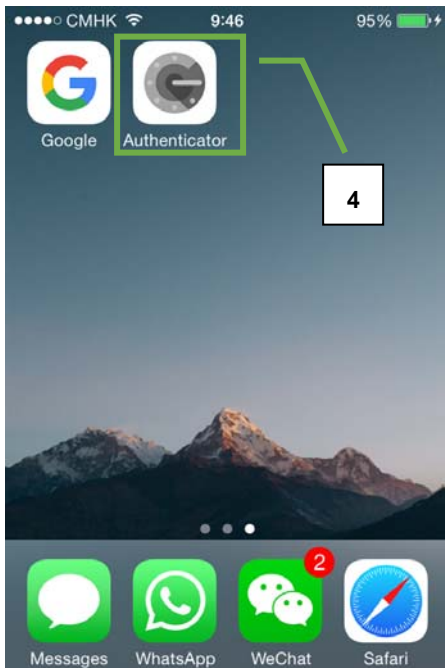 CMHK 9:46 95%
Google Authenticator
4
2
Messages WhatsApp WeChat Safari